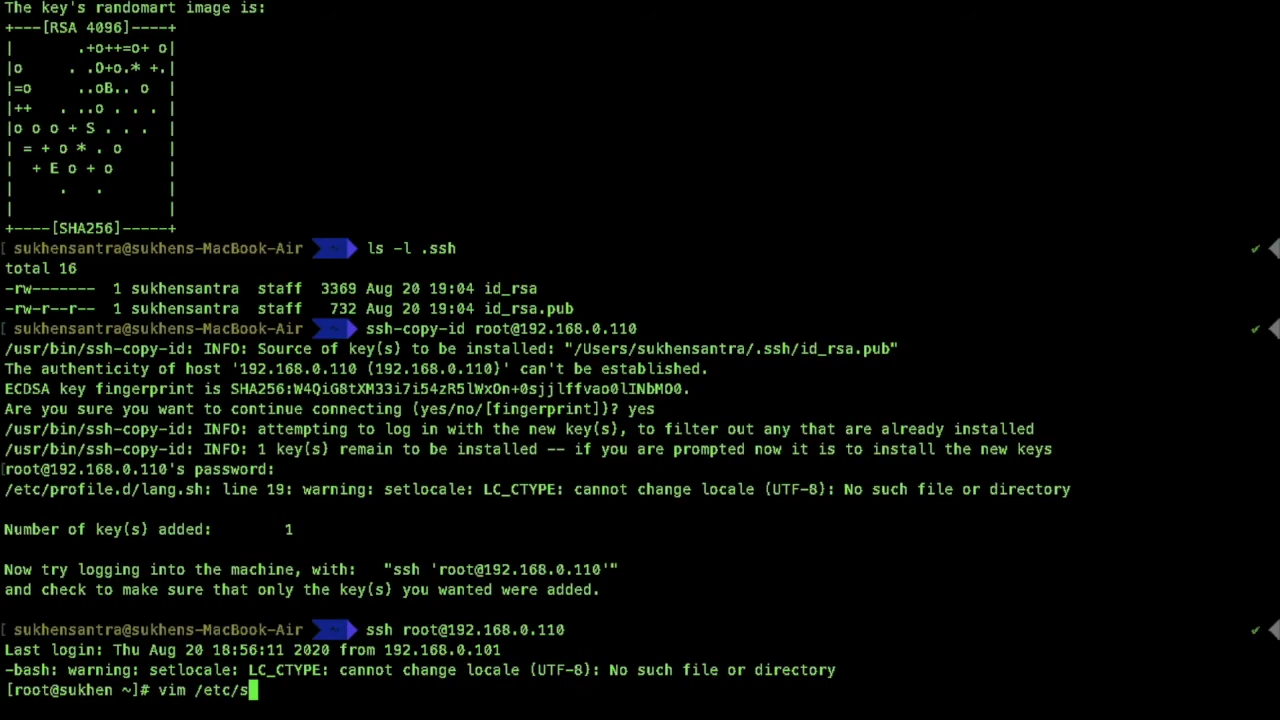 The key's randomart image is:
+---[RSA 4096]----+
|       .+o++=o+ o|
|o     . .O+o.* +.|
|=o     ..oB.. o  |
|++   . ..o . . . |
|o o o + S . . .  |
| = + o * . o     |
|  + E o + o      |
|     .   .       |
|                 |
+----[SHA256]-----+
[ sukhensantra@sukhens-MacBook-Air ~ ls -l .ssh ✔
total 16
-rw-------  1 sukhensantra  staff  3369 Aug 20 19:04 id_rsa
-rw-r--r--  1 sukhensantra  staff   732 Aug 20 19:04 id_rsa.pub
[ sukhensantra@sukhens-MacBook-Air ~ ssh-copy-id root@192.168.0.110 ✔
/usr/bin/ssh-copy-id: INFO: Source of key(s) to be installed: "/Users/sukhensantra/.ssh/id_rsa.pub"
The authenticity of host '192.168.0.110 (192.168.0.110)' can't be established.
ECDSA key fingerprint is SHA256:W4QiG8tXM33i7i54zR5lWxOn+0sjjlffvao0lINbMO0.
Are you sure you want to continue connecting (yes/no/[fingerprint])? yes
/usr/bin/ssh-copy-id: INFO: attempting to log in with the new key(s), to filter out any that are already installed
/usr/bin/ssh-copy-id: INFO: 1 key(s) remain to be installed -- if you are prompted now it is to install the new keys
[root@192.168.0.110's password:
/etc/profile.d/lang.sh: line 19: warning: setlocale: LC_CTYPE: cannot change locale (UTF-8): No such file or directory
Number of key(s) added:        1
Now try logging into the machine, with:   "ssh 'root@192.168.0.110'"
and check to make sure that only the key(s) you wanted were added.
[ sukhensantra@sukhens-MacBook-Air ~ ssh root@192.168.0.110 ✔
Last login: Thu Aug 20 18:56:11 2020 from 192.168.0.101
-bash: warning: setlocale: LC_CTYPE: cannot change locale (UTF-8): No such file or directory
[root@sukhen ~]# vim /etc/s